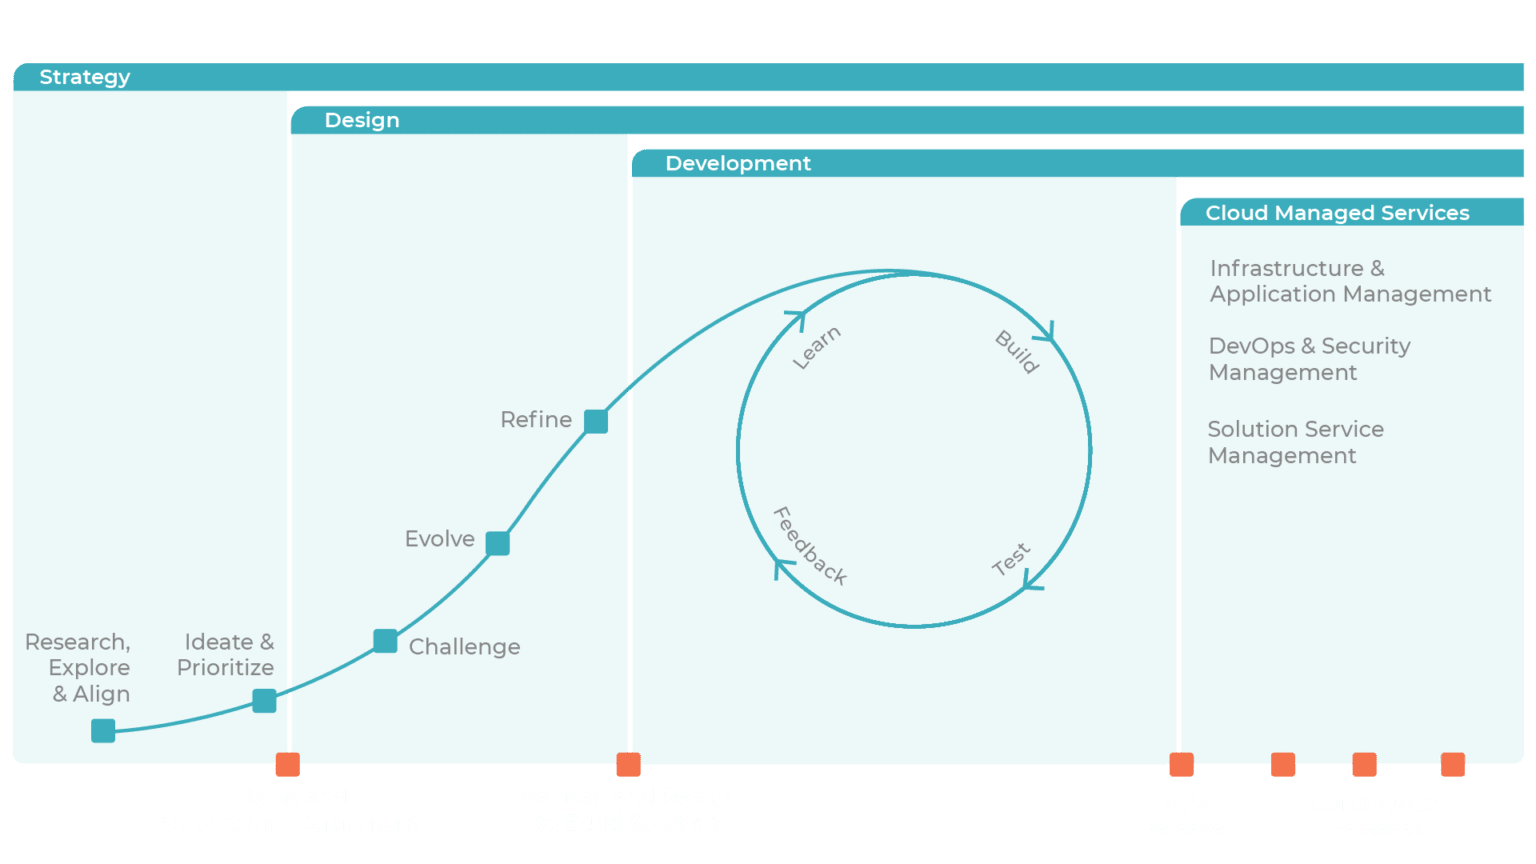 Strategy
Design
Development
Cloud Managed Services
Infrastructure &
Application Management
DevOps & Security
Management
Solution Service
Management
Learn
Build
Test
Feedback
Refine
Evolve
Challenge
Ideate &
Prioritize
Research,
Explore
& Align